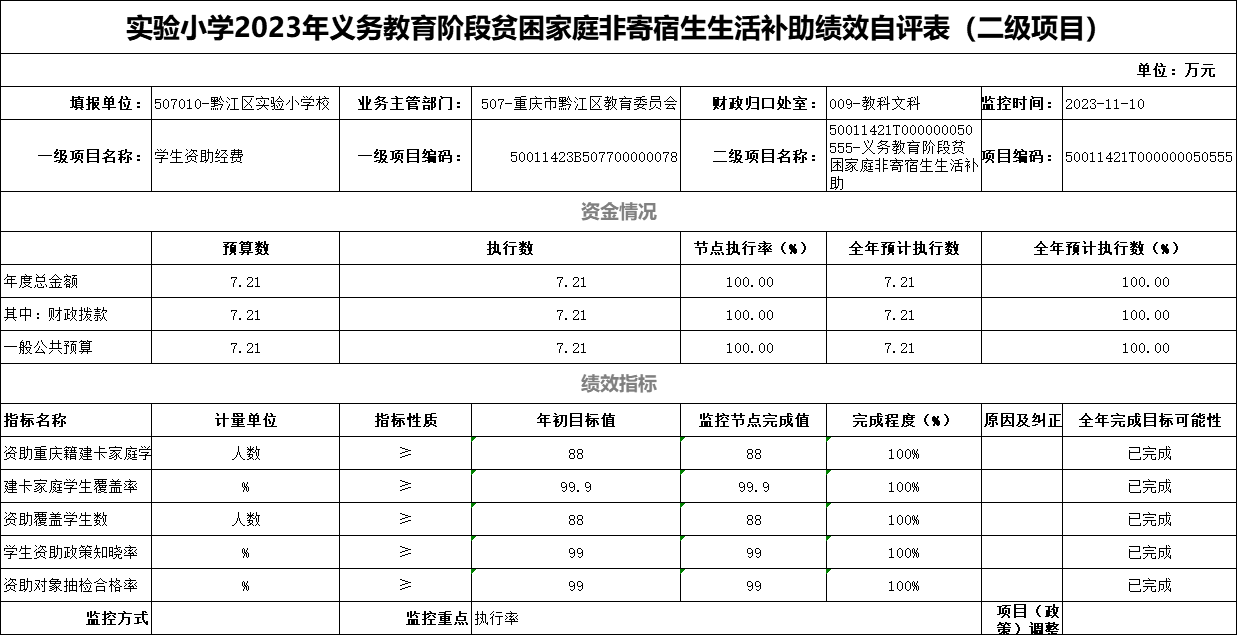 实验小学2023年义务教育阶段贫困家庭非寄宿生生活补助绩效自评表（二级项目）
单位：万元
填报单位： 507010-黔江区实验小学校 业务主管部门： 507-重庆市黔江区教育委员会 财政归口处室： 009-教科文科 监控时间： 2023-11-10
一级项目名称： 学生资助经费 一级项目编码： 50011423B507700000078 二级项目名称： 50011421T000000050555-义务教育阶段贫困家庭非寄宿生生活补助 项目编码： 50011421T000000050555
资金情况
预算数 执行数 节点执行率（%） 全年预计执行数 全年预计执行数（%）
年度总金额 7.21 7.21 100.00 7.21 100.00
其中：财政拨款 7.21 7.21 100.00 7.21 100.00
一般公共预算 7.21 7.21 100.00 7.21 100.00
绩效指标
指标名称 计量单位 指标性质 年初目标值 监控节点完成值 完成程度（%） 原因及纠正 全年完成目标可能性
资助重庆籍建卡家庭学 人数 ≥ 88 88 100% 已完成
建卡家庭学生覆盖率 % ≥ 99.9 99.9 100% 已完成
资助覆盖学生数 人数 ≥ 88 88 100% 已完成
学生资助政策知晓率 % ≥ 99 99 100% 已完成
资助对象抽检合格率 % ≥ 99 99 100% 已完成
监控方式 监控重点 执行率 项目（政策）调整